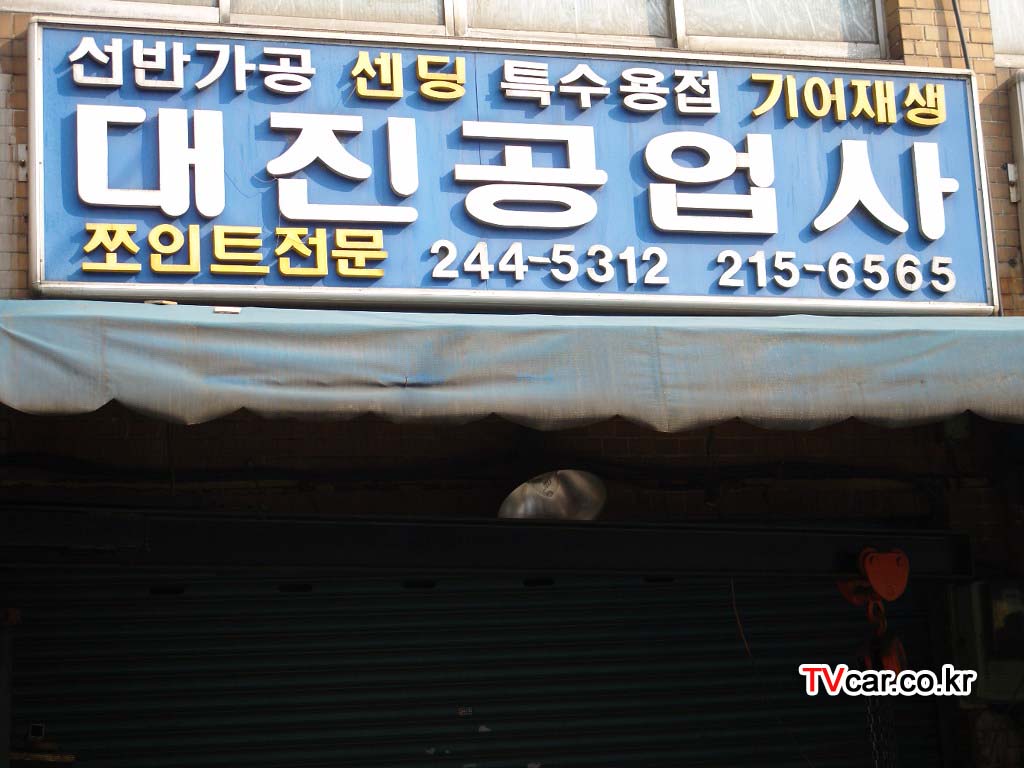 선반가공 센딩 특수용접 기어재생
대진공업사
쪼인트전문 244-5312 215-6565
TVcar.co.kr